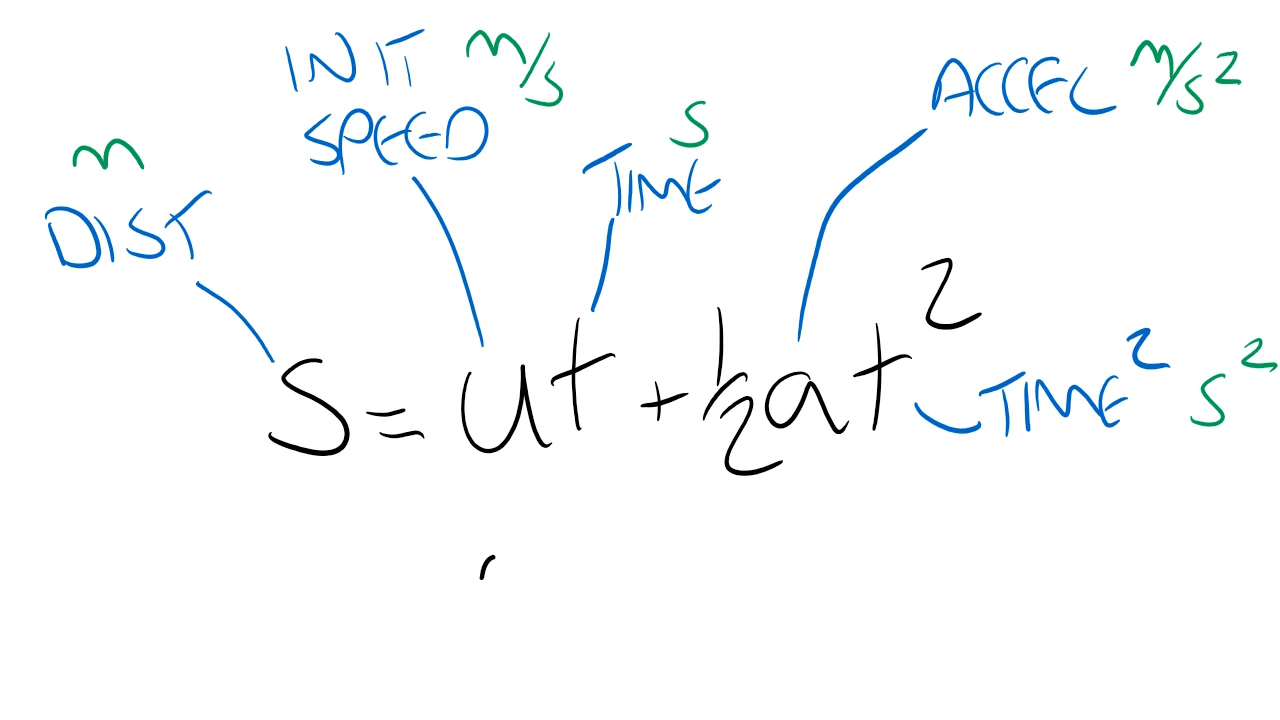 INIT m/s
SPEED
m
DIST
s
TIME
ACCEL m/s²
s = ut + ½at²
TIME² s²